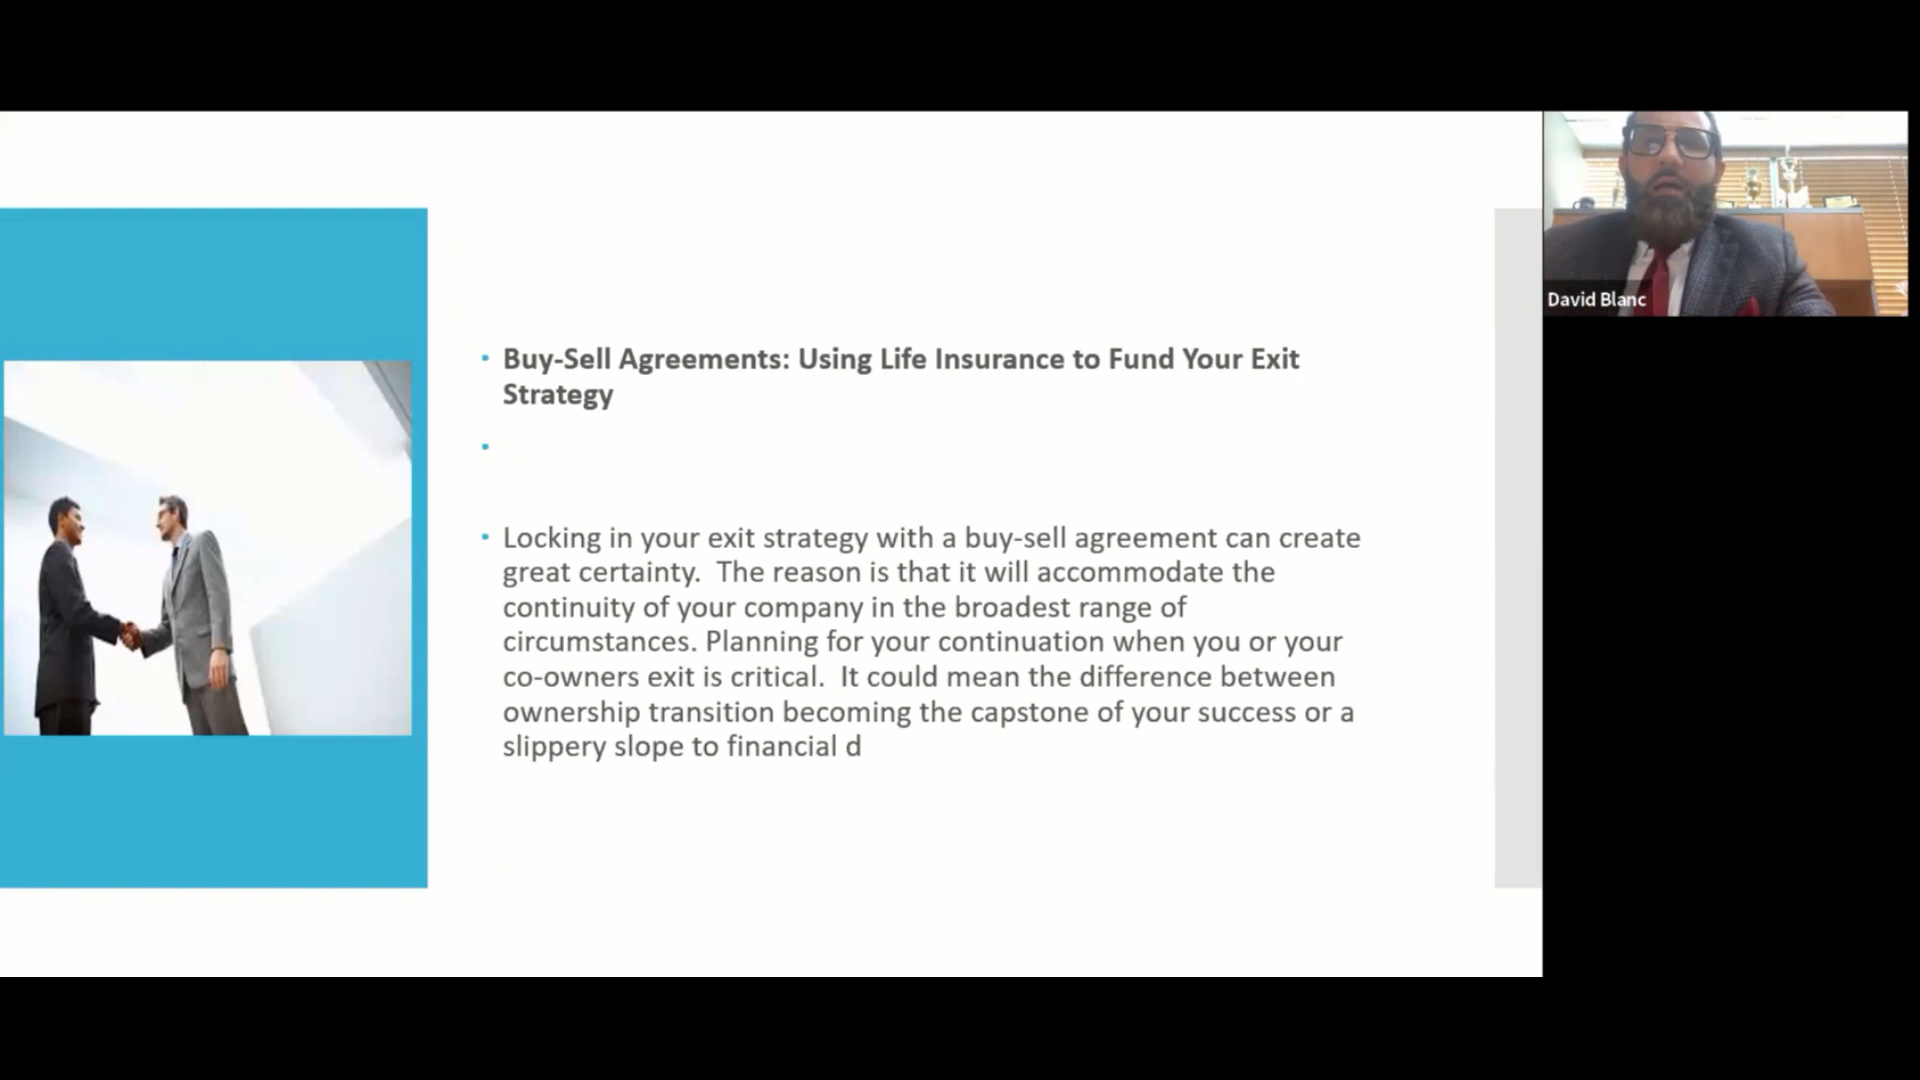 • Buy-Sell Agreements: Using Life Insurance to Fund Your Exit
Strategy
•
• Locking in your exit strategy with a buy-sell agreement can create
great certainty.  The reason is that it will accommodate the
continuity of your company in the broadest range of
circumstances. Planning for your continuation when you or your
co-owners exit is critical.  It could mean the difference between
ownership transition becoming the capstone of your success or a
slippery slope to financial d
David Blanc